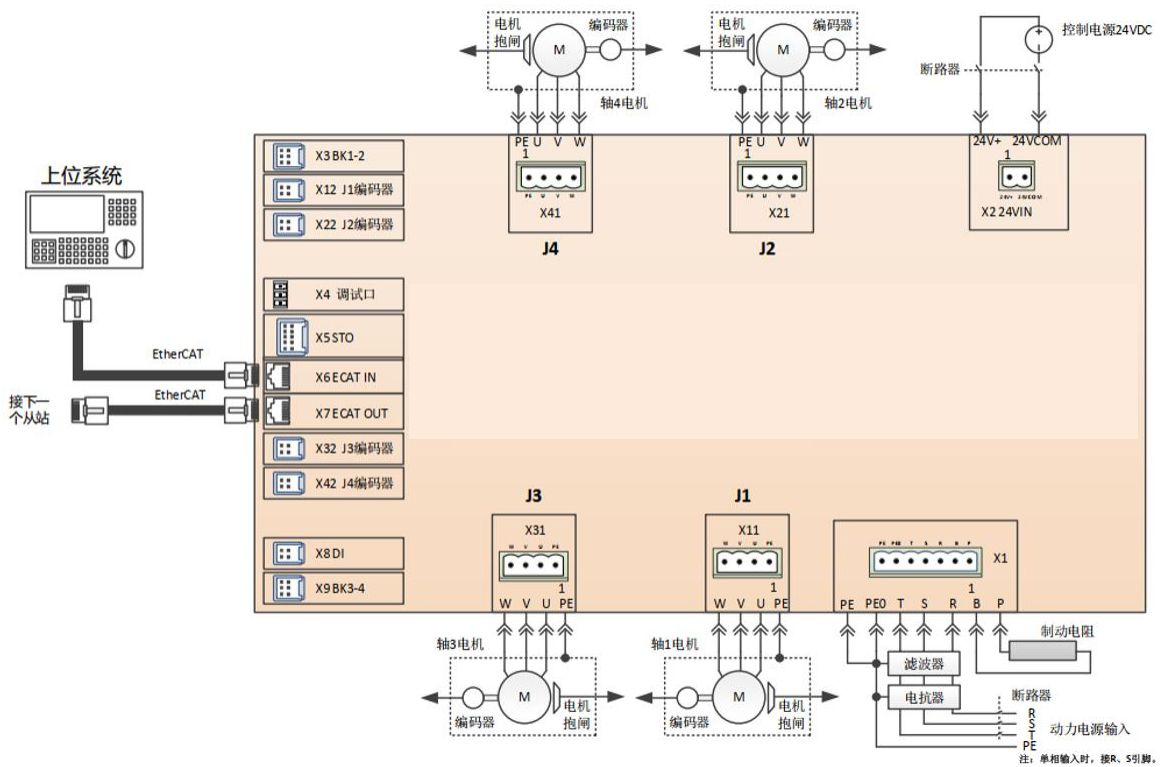 电机
抱闸
编码器
M
轴4电机
PE U V W
1
PE U V W
X41
J4
电机
抱闸
编码器
M
轴2电机
PE U V W
1
PE U V W
X21
J2
控制电源24VDC
断路器
24V+ 24VCOM
1
24V+ 24VCOM
X2 24VIN
上位系统
X3 BK1-2
X12 J1编码器
X22 J2编码器
X4 调试口
X5 STO
EtherCAT
X6 ECAT IN
EtherCAT
X7 ECAT OUT
接下一
个从站
X32 J3编码器
X42 J4编码器
X8 DI
X9 BK3-4
J3
X31
W V U PE
1
W V U PE
轴3电机
M
编码器
电机
抱闸
J1
X11
W V U PE
1
W V U PE
轴1电机
M
编码器
电机
抱闸
PE PE0 T S R B P
X1
1
PE PE0 T S R B P
制动电阻
滤波器
电抗器
断路器
R
S
T
PE
动力电源输入
注：单相输入时，接R、S引脚。